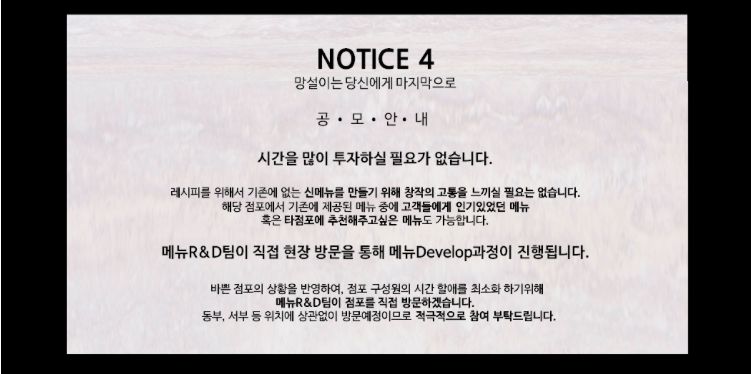 NOTICE 4
망설이는 당신에게 마지막으로
공 • 모 • 안 • 내
시간을 많이 투자하실 필요가 없습니다.
레시피를 위해서 기존에 없는 신메뉴를 만들기 위해 창작의 고통을 느끼실 필요는 없습니다.
해당 점포에서 기존에 제공된 메뉴 중에 고객들에게 인기있었던 메뉴
혹은 타점포에 추천해주고싶은 메뉴도 가능합니다.
메뉴R&D팀이 직접 현장 방문을 통해 메뉴Develop과정이 진행됩니다.
바쁜 점포의 상황을 반영하여, 점포 구성원의 시간 할애를 최소화 하기위해
메뉴R&D팀이 점포를 직접 방문하겠습니다.
동부, 서부 등 위치에 상관없이 방문예정이므로 적극적으로 참여 부탁드립니다.